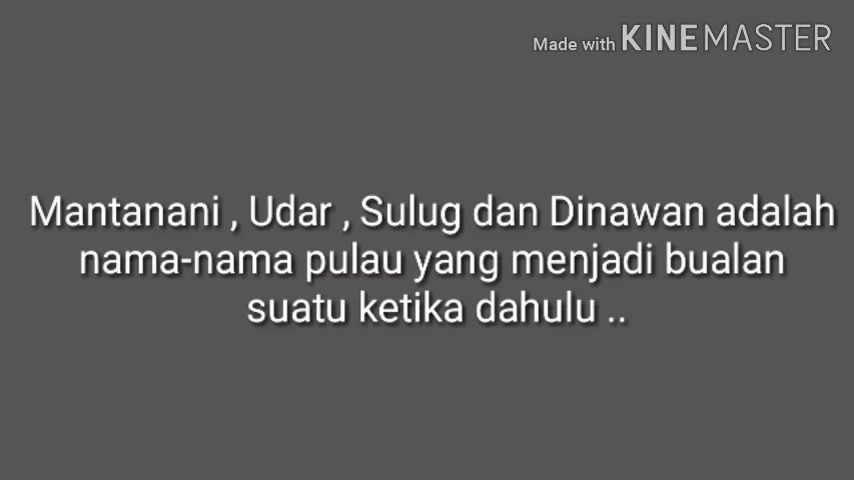 Made with KINEMASTER
Mantanani , Udar , Sulug dan Dinawan adalah
nama-nama pulau yang menjadi bualan
suatu ketika dahulu ..